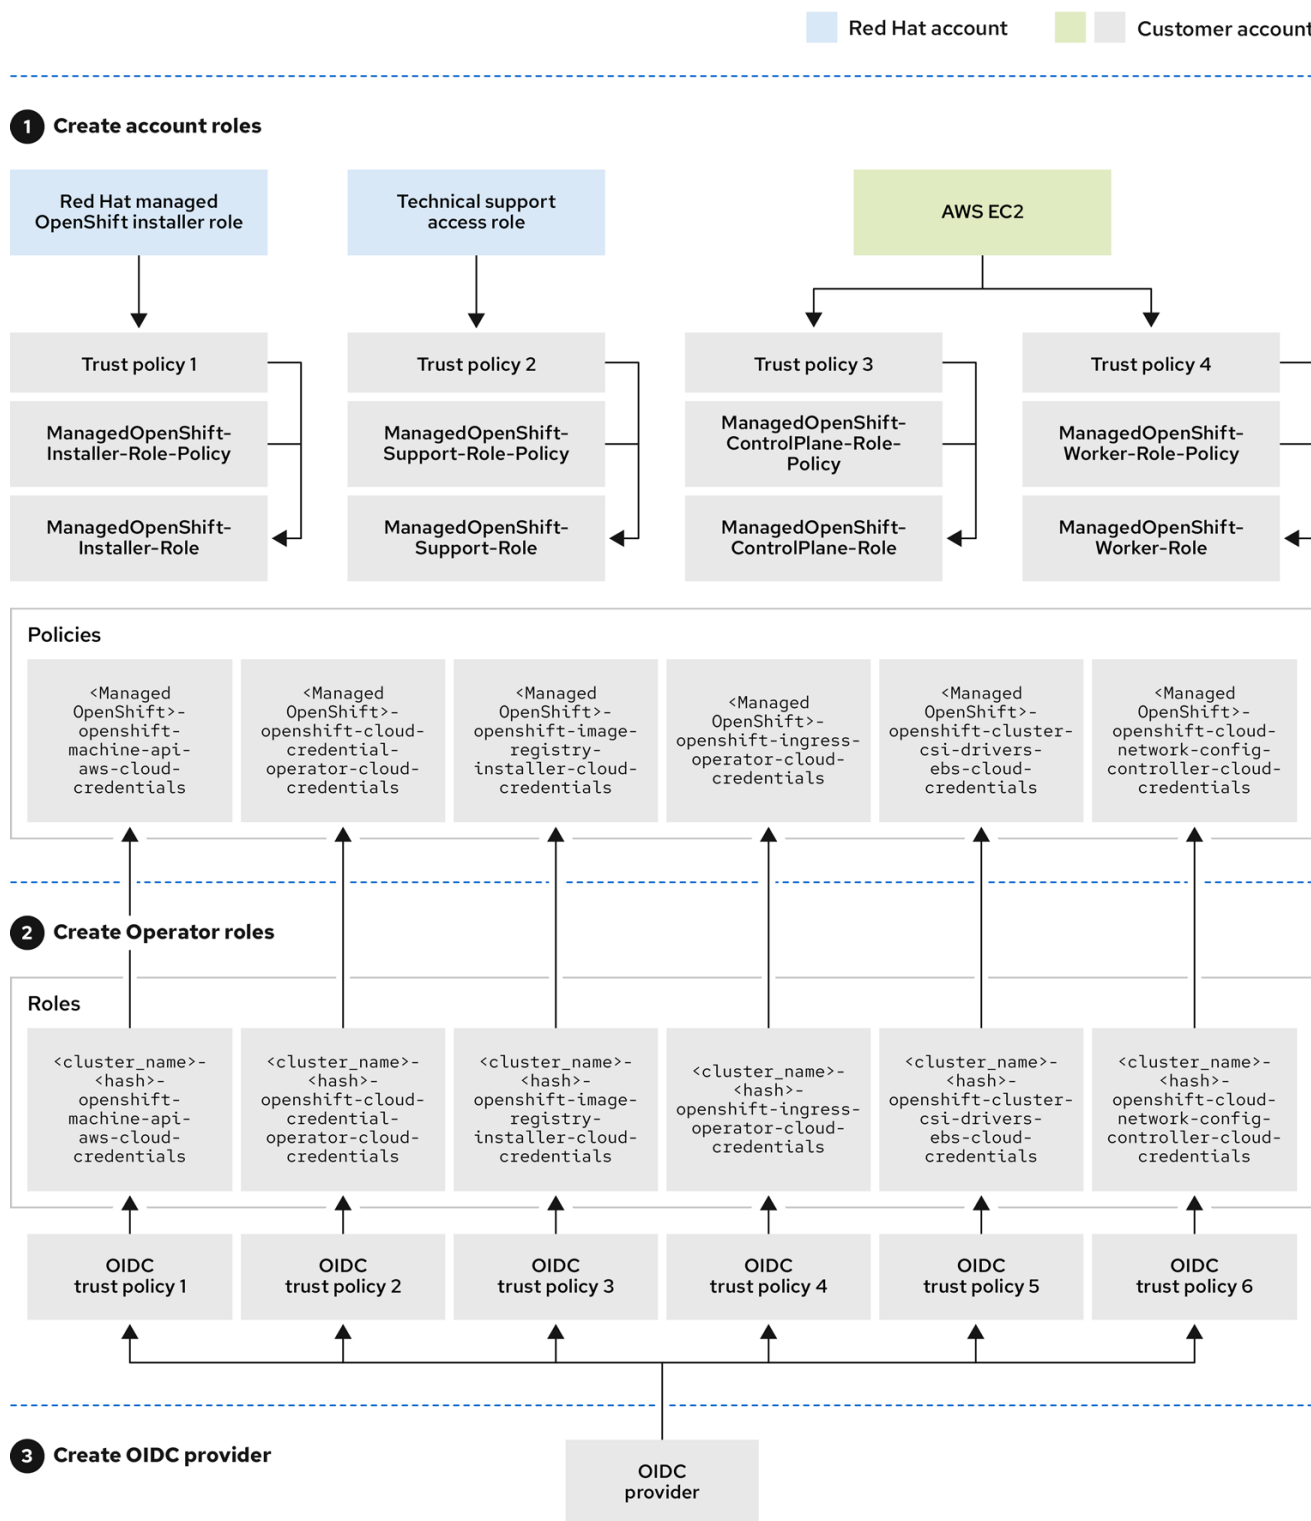 Red Hat account
Customer account
1 Create account roles
Red Hat managed
OpenShift installer role
Technical support
access role
AWS EC2
Trust policy 1
Trust policy 2
Trust policy 3
Trust policy 4
ManagedOpenShift-
Installer-Role-Policy
ManagedOpenShift-
Support-Role-Policy
ManagedOpenShift-
ControlPlane-Role-
Policy
ManagedOpenShift-
Worker-Role-Policy
ManagedOpenShift-
Installer-Role
ManagedOpenShift-
Support-Role
ManagedOpenShift-
ControlPlane-Role
ManagedOpenShift-
Worker-Role
Policies
<Managed
OpenShift>-
openshift-
machine-api-
aws-cloud-
credentials
<Managed
OpenShift>-
openshift-cloud-
credential-
operator-cloud-
credentials
<Managed
OpenShift>-
openshift-image-
registry-
installer-cloud-
credentials
<Managed
OpenShift>-
openshift-ingress-
operator-cloud-
credentials
<Managed
OpenShift>-
openshift-cluster-
csi-drivers-
ebs-cloud-
credentials
<Managed
OpenShift>-
openshift-cloud-
network-config-
controller-cloud-
credentials
2 Create Operator roles
Roles
<cluster_name>-
<hash>-
openshift-
machine-api-
aws-cloud-
credentials
<cluster_name>-
<hash>-
openshift-cloud-
credential-
operator-cloud-
credentials
<cluster_name>-
<hash>-
openshift-image-
registry-
installer-cloud-
credentials
<cluster_name>-
<hash>-
openshift-ingress-
operator-cloud-
credentials
<cluster_name>-
<hash>-
openshift-cluster-
csi-drivers-
ebs-cloud-
credentials
<cluster_name>-
<hash>-
openshift-cloud-
network-config-
controller-cloud-
credentials
OIDC
trust policy 1
OIDC
trust policy 2
OIDC
trust policy 3
OIDC
trust policy 4
OIDC
trust policy 5
OIDC
trust policy 6
3 Create OIDC provider
OIDC
provider